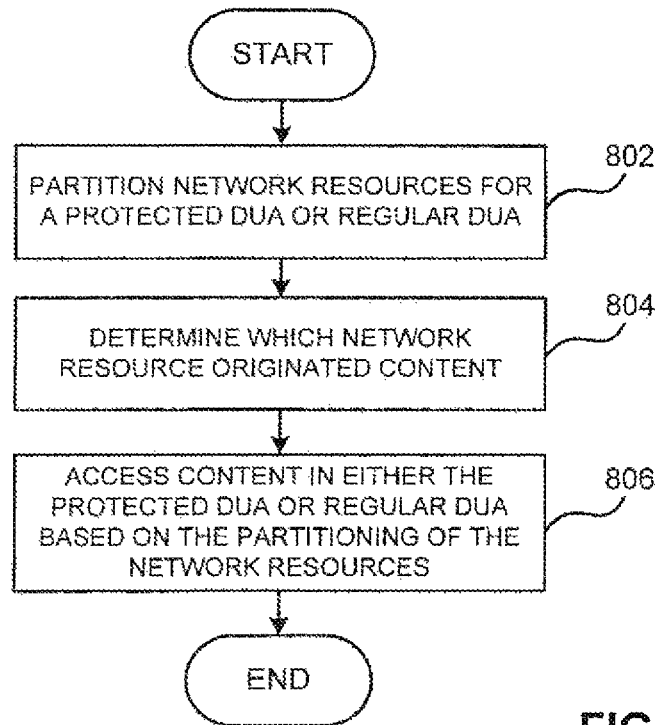 START
PARTITION NETWORK RESOURCES FOR
A PROTECTED DUA OR REGULAR DUA
802
DETERMINE WHICH NETWORK
RESOURCE ORIGINATED CONTENT
804
ACCESS CONTENT IN EITHER THE
PROTECTED DUA OR REGULAR DUA
BASED ON THE PARTITIONING OF THE
NETWORK RESOURCES
806
END
FIG